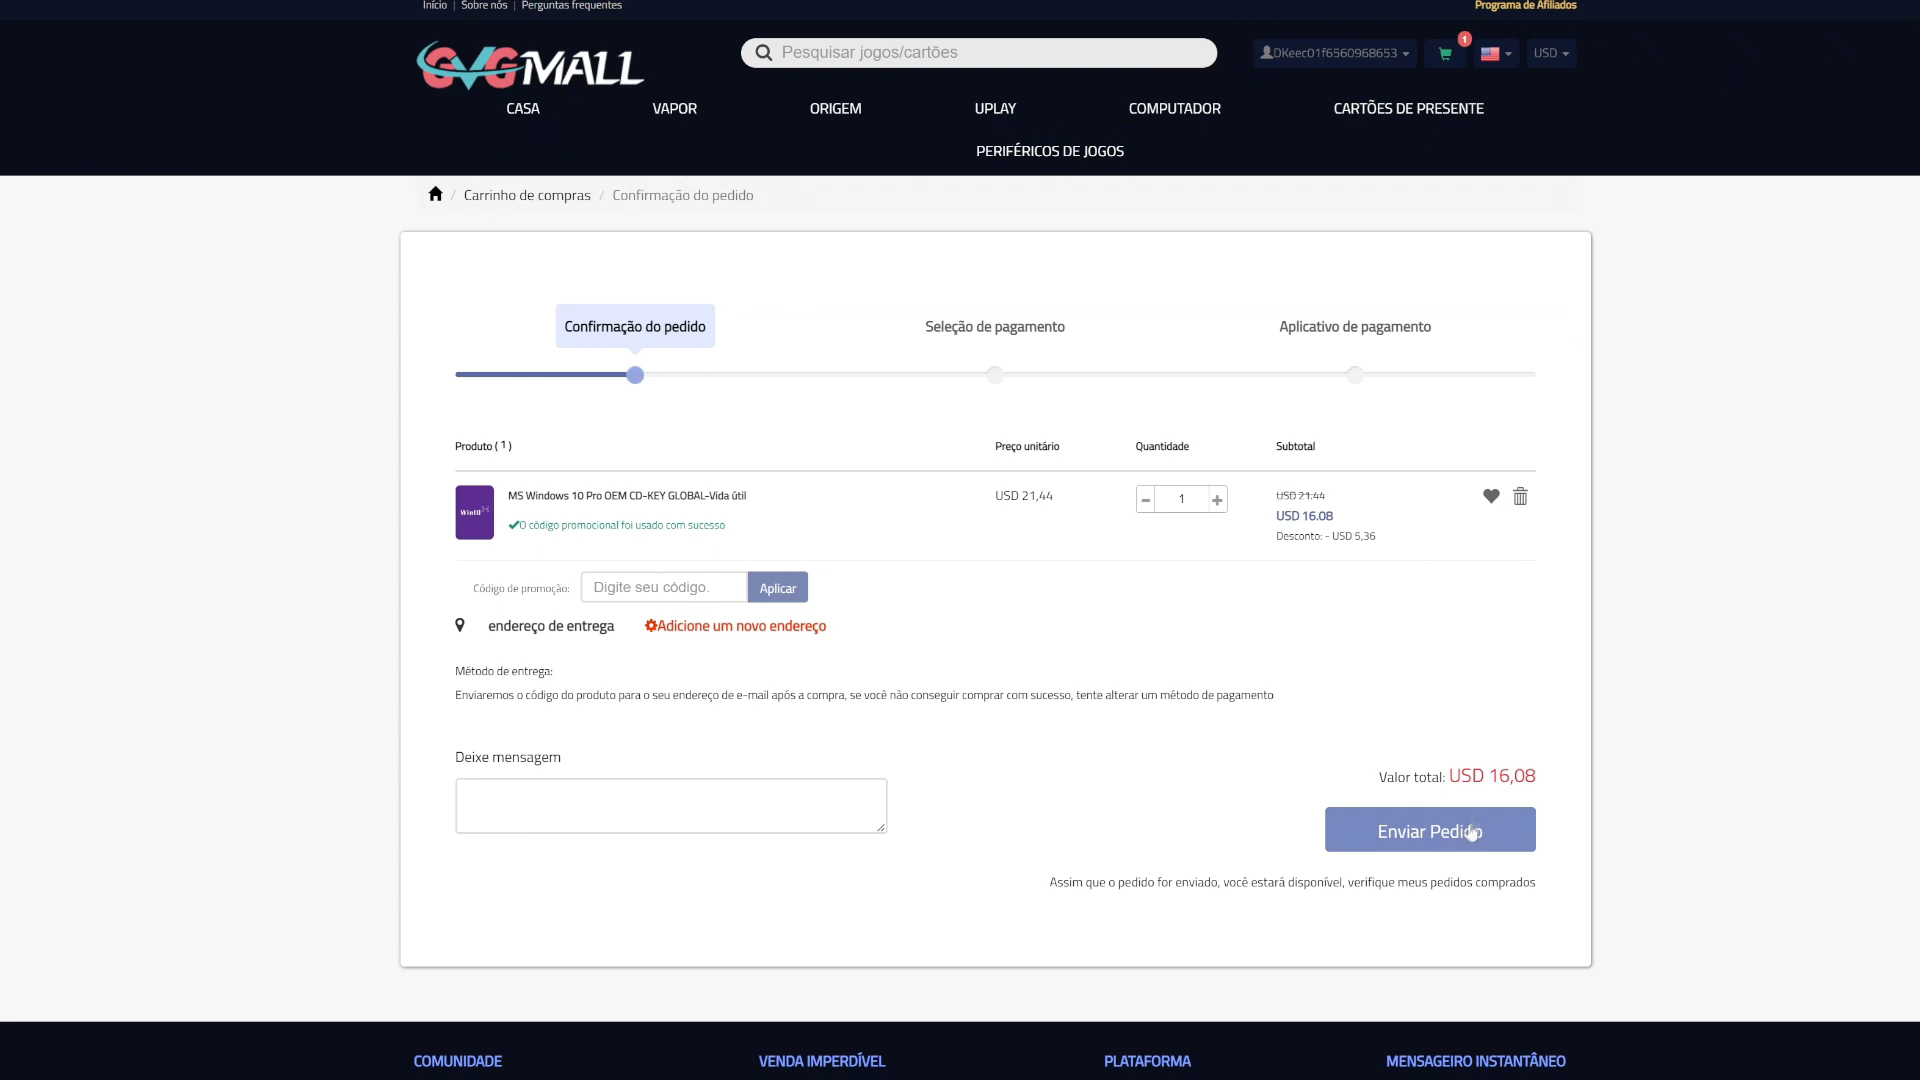 Início | Sobre nós | Perguntas frequentes
Programa de Afiliados
GVGMALL
Pesquisar jogos/cartões
DKeec01f6560968653
1
USD
CASA
VAPOR
ORIGEM
UPLAY
COMPUTADOR
CARTÕES DE PRESENTE
PERIFÉRICOS DE JOGOS
/ Carrinho de compras / Confirmação do pedido
Confirmação do pedido
Seleção de pagamento
Aplicativo de pagamento
Produto ( 1 )
Preço unitário
Quantidade
Subtotal
Win10
MS Windows 10 Pro OEM CD-KEY GLOBAL-Vida útil
O código promocional foi usado com sucesso
USD 21,44
1
USD 21.44
USD 16.08
Desconto: - USD 5,36
Código de promoção:
Digite seu código.
Aplicar
endereço de entrega
Adicione um novo endereço
Método de entrega:
Enviaremos o código do produto para o seu endereço de e-mail após a compra, se você não conseguir comprar com sucesso, tente alterar um método de pagamento
Deixe mensagem
Valor total: USD 16,08
Enviar Pedido
Assim que o pedido for enviado, você estará disponível, verifique meus pedidos comprados
COMUNIDADE
VENDA IMPERDÍVEL
PLATAFORMA
MENSAGEIRO INSTANTÂNEO